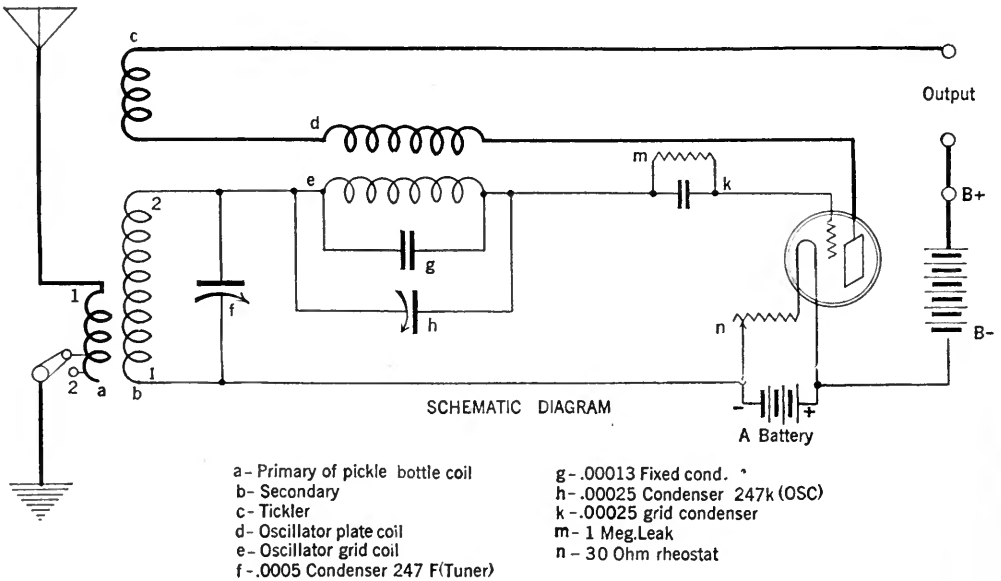 c
Output
d
m
e
k
2
B+
g
1
f
h
n
B-
2
a
1
b
SCHEMATIC DIAGRAM
- +
A Battery
a- Primary of pickle bottle coil
b- Secondary
c- Tickler
d- Oscillator plate coil
e- Oscillator grid coil
f-.0005 Condenser 247 F(Tuner)
g-.00013 Fixed cond.
h-.00025 Condenser 247k (OSC)
k-.00025 grid condenser
m- 1 Meg.Leak
n- 30 Ohm rheostat